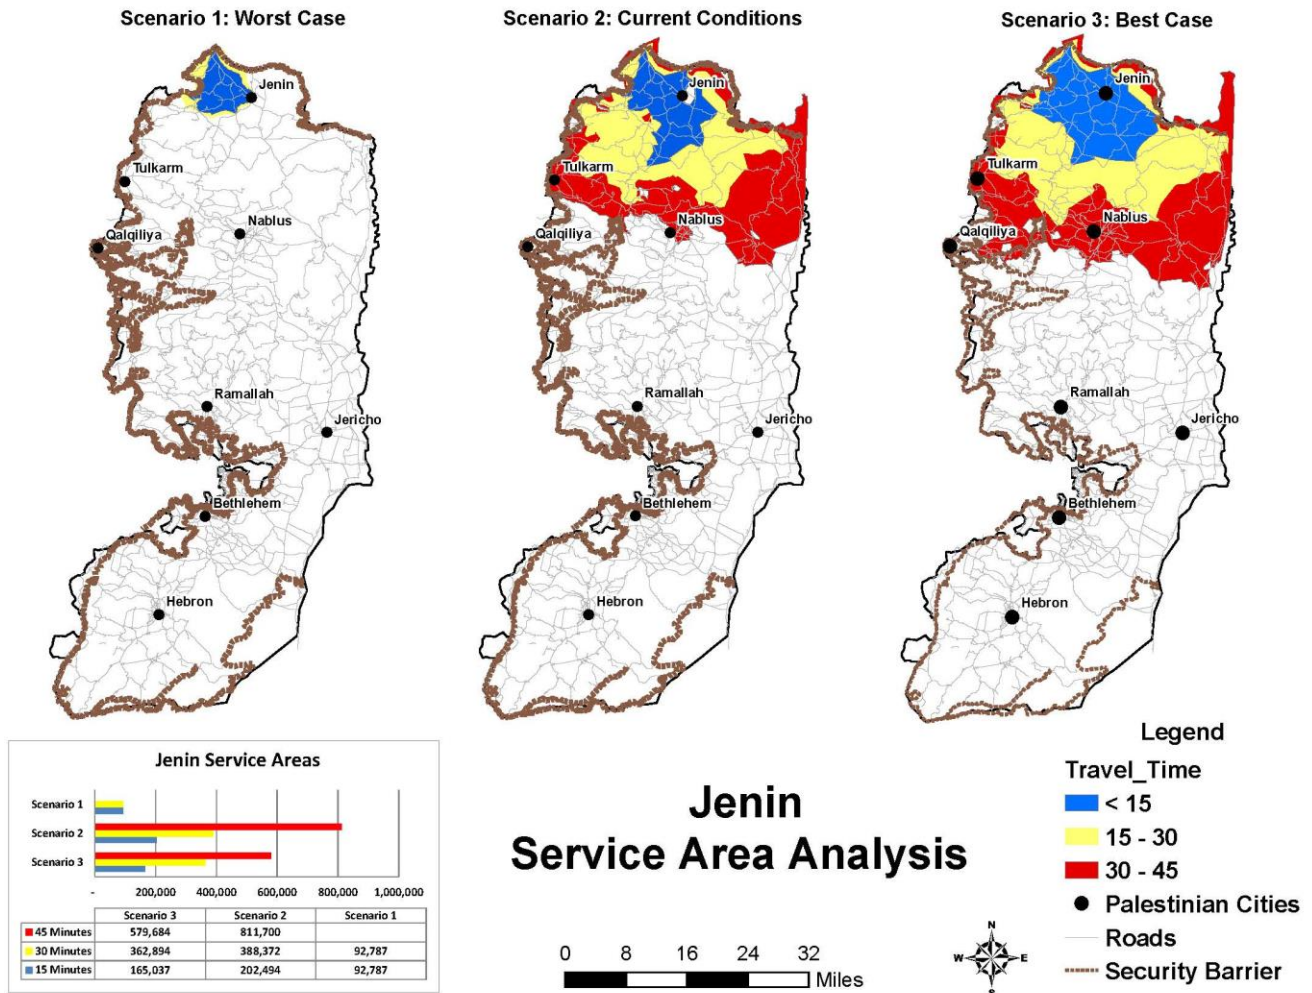 Scenario 1: Worst Case
Scenario 2: Current Conditions
Scenario 3: Best Case
Jenin
Tulkarm
Nablus
Qalqiliya
Ramallah
Jericho
Bethlehem
Hebron
Jenin
Tulkarm
Nablus
Qalqiliya
Ramallah
Jericho
Bethlehem
Hebron
Jenin
Tulkarm
Nablus
Qalqiliya
Ramallah
Jericho
Bethlehem
Hebron
Jenin Service Areas
Scenario 1
Scenario 2
Scenario 3
- 200,000 400,000 600,000 800,000 1,000,000
Scenario 3 Scenario 2 Scenario 1
45 Minutes 579,684 811,700
30 Minutes 362,894 388,372 92,787
15 Minutes 165,037 202,494 92,787
Jenin
Service Area Analysis
0 8 16 24 32
Miles
N
W E
S
Legend
Travel_Time
< 15
15 - 30
30 - 45
Palestinian Cities
Roads
Security Barrier